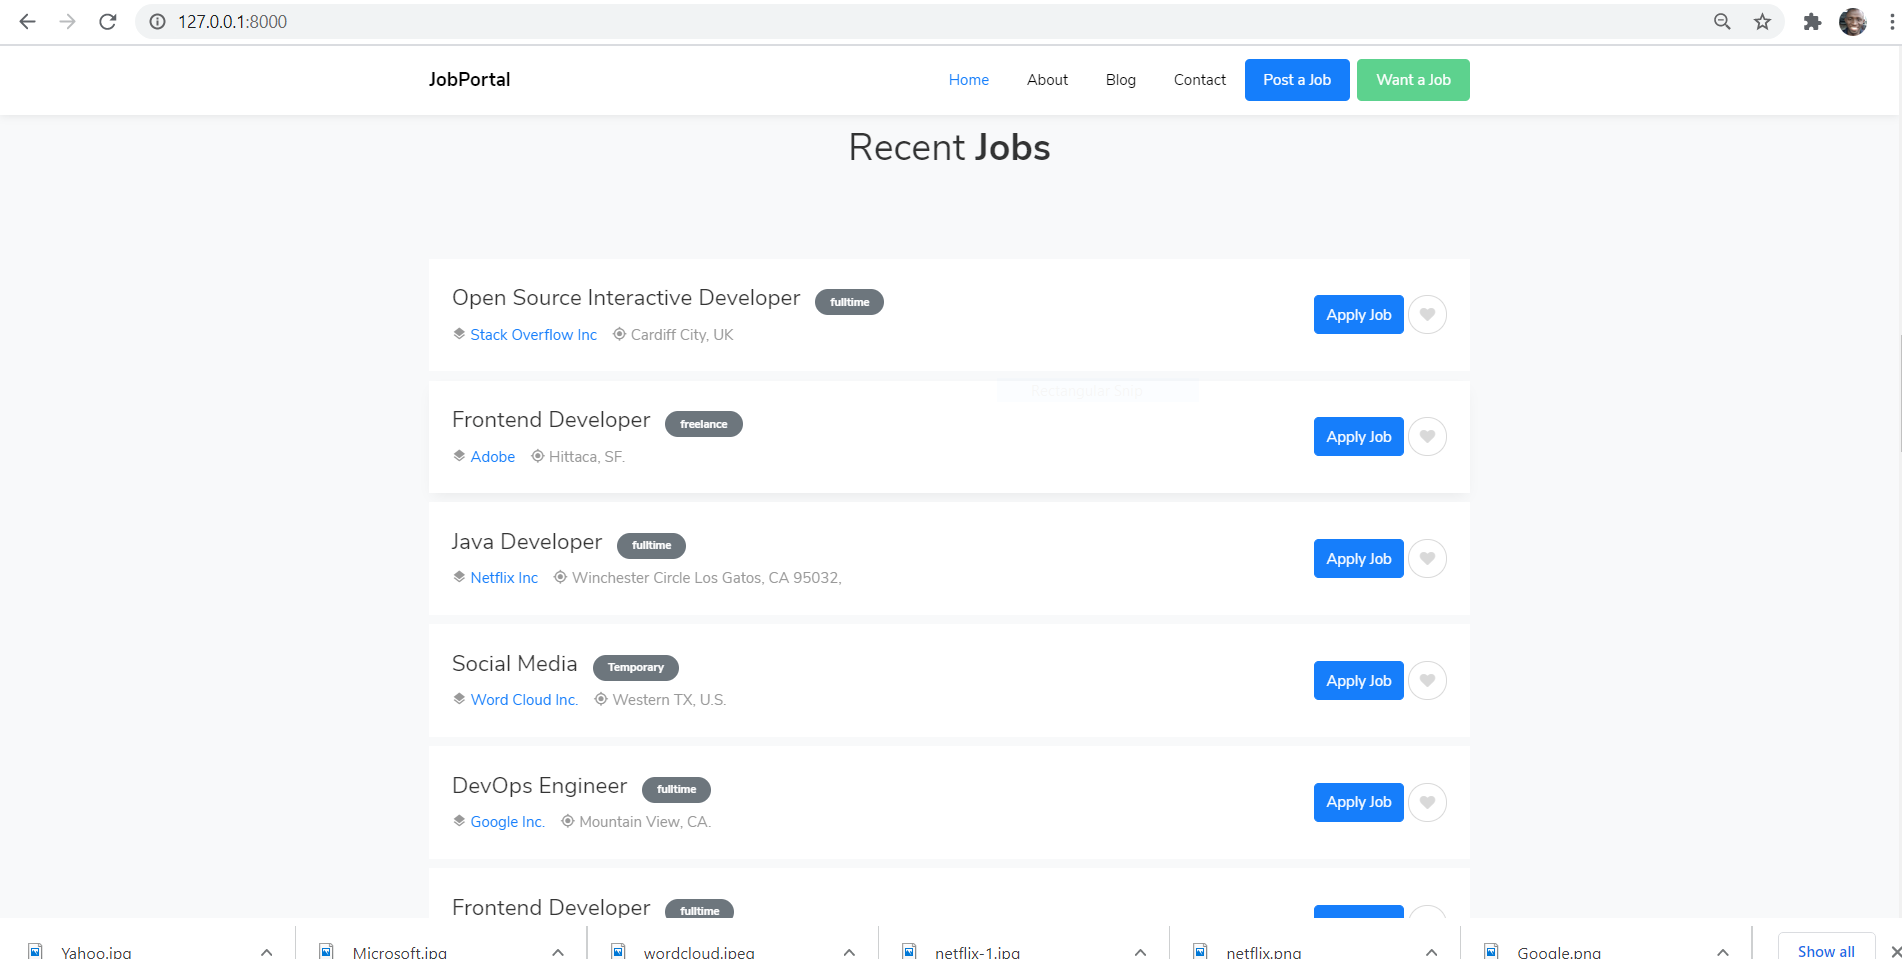 127.0.0.1:8000
JobPortal Home About Blog Contact Post a Job Want a Job
Recent Jobs
Open Source Interactive Developer fulltime
Stack Overflow Inc Cardiff City, UK
Apply Job
Rectangular Snip
Frontend Developer freelance
Adobe Hittaca, SF.
Apply Job
Java Developer fulltime
Netflix Inc Winchester Circle Los Gatos, CA 95032,
Apply Job
Social Media Temporary
Word Cloud Inc. Western TX, U.S.
Apply Job
DevOps Engineer fulltime
Google Inc. Mountain View, CA.
Apply Job
Frontend Developer fulltime
Yahoo.jpg Microsoft.jpg wordcloud.jpeg netflix-1.jpg netflix.png Google.png Show all